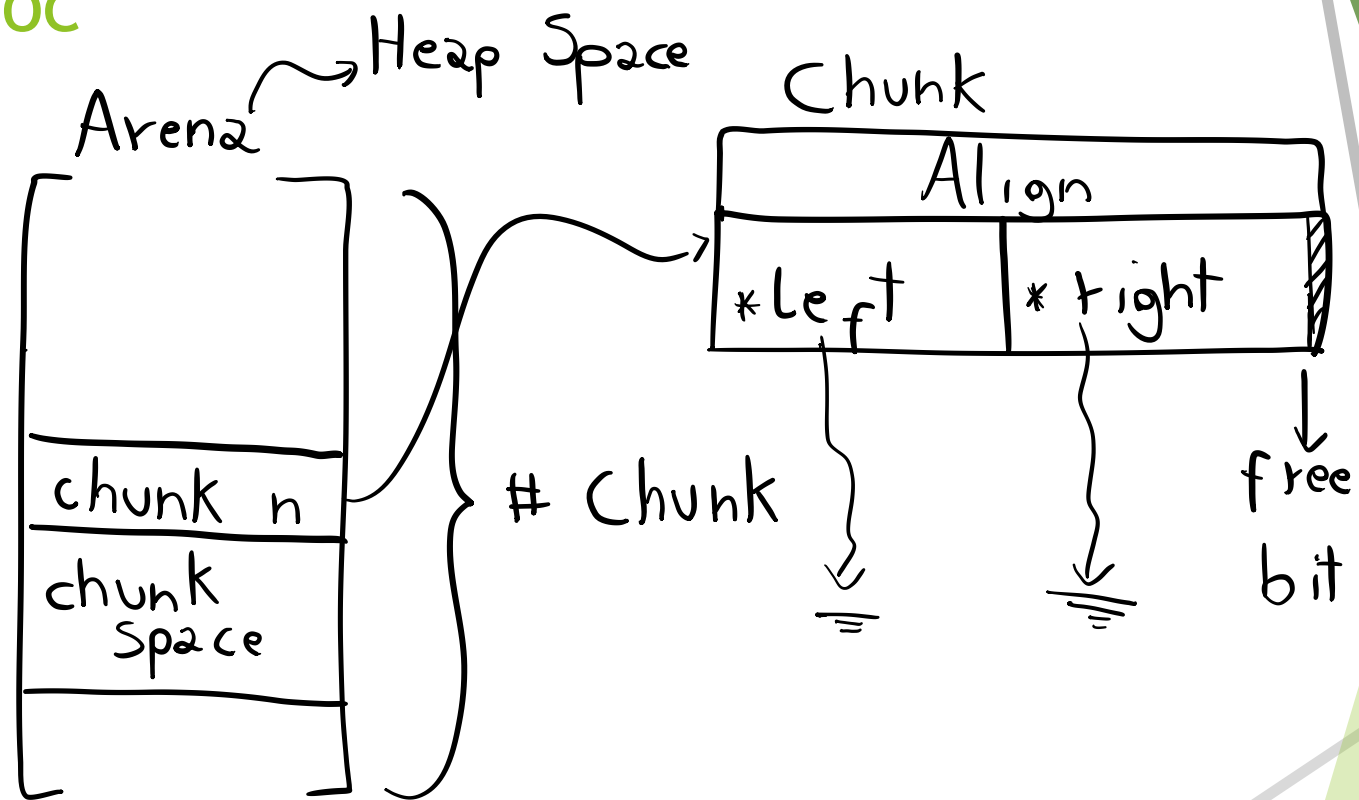 oc
Heap Space
Arena
Chunk
Align
*left
* right
chunk n
# Chunk
free
bit
chunk
space